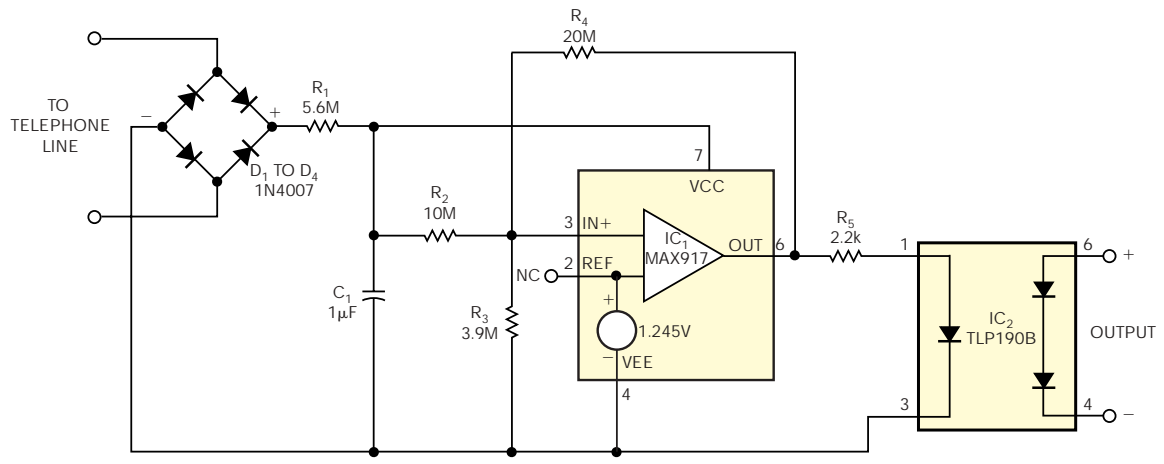 R4
20M
TO
TELEPHONE
LINE
−
+
R1
5.6M
D1 TO D4
1N4007
7
VCC
R2
10M
3
IN+
IC1
MAX917
OUT
6
R5
2.2k
1
6
+
NC
2
REF
C1
1µF
R3
3.9M
+
1.245V
−
VEE
4
IC2
TLP190B
OUTPUT
3
4
−